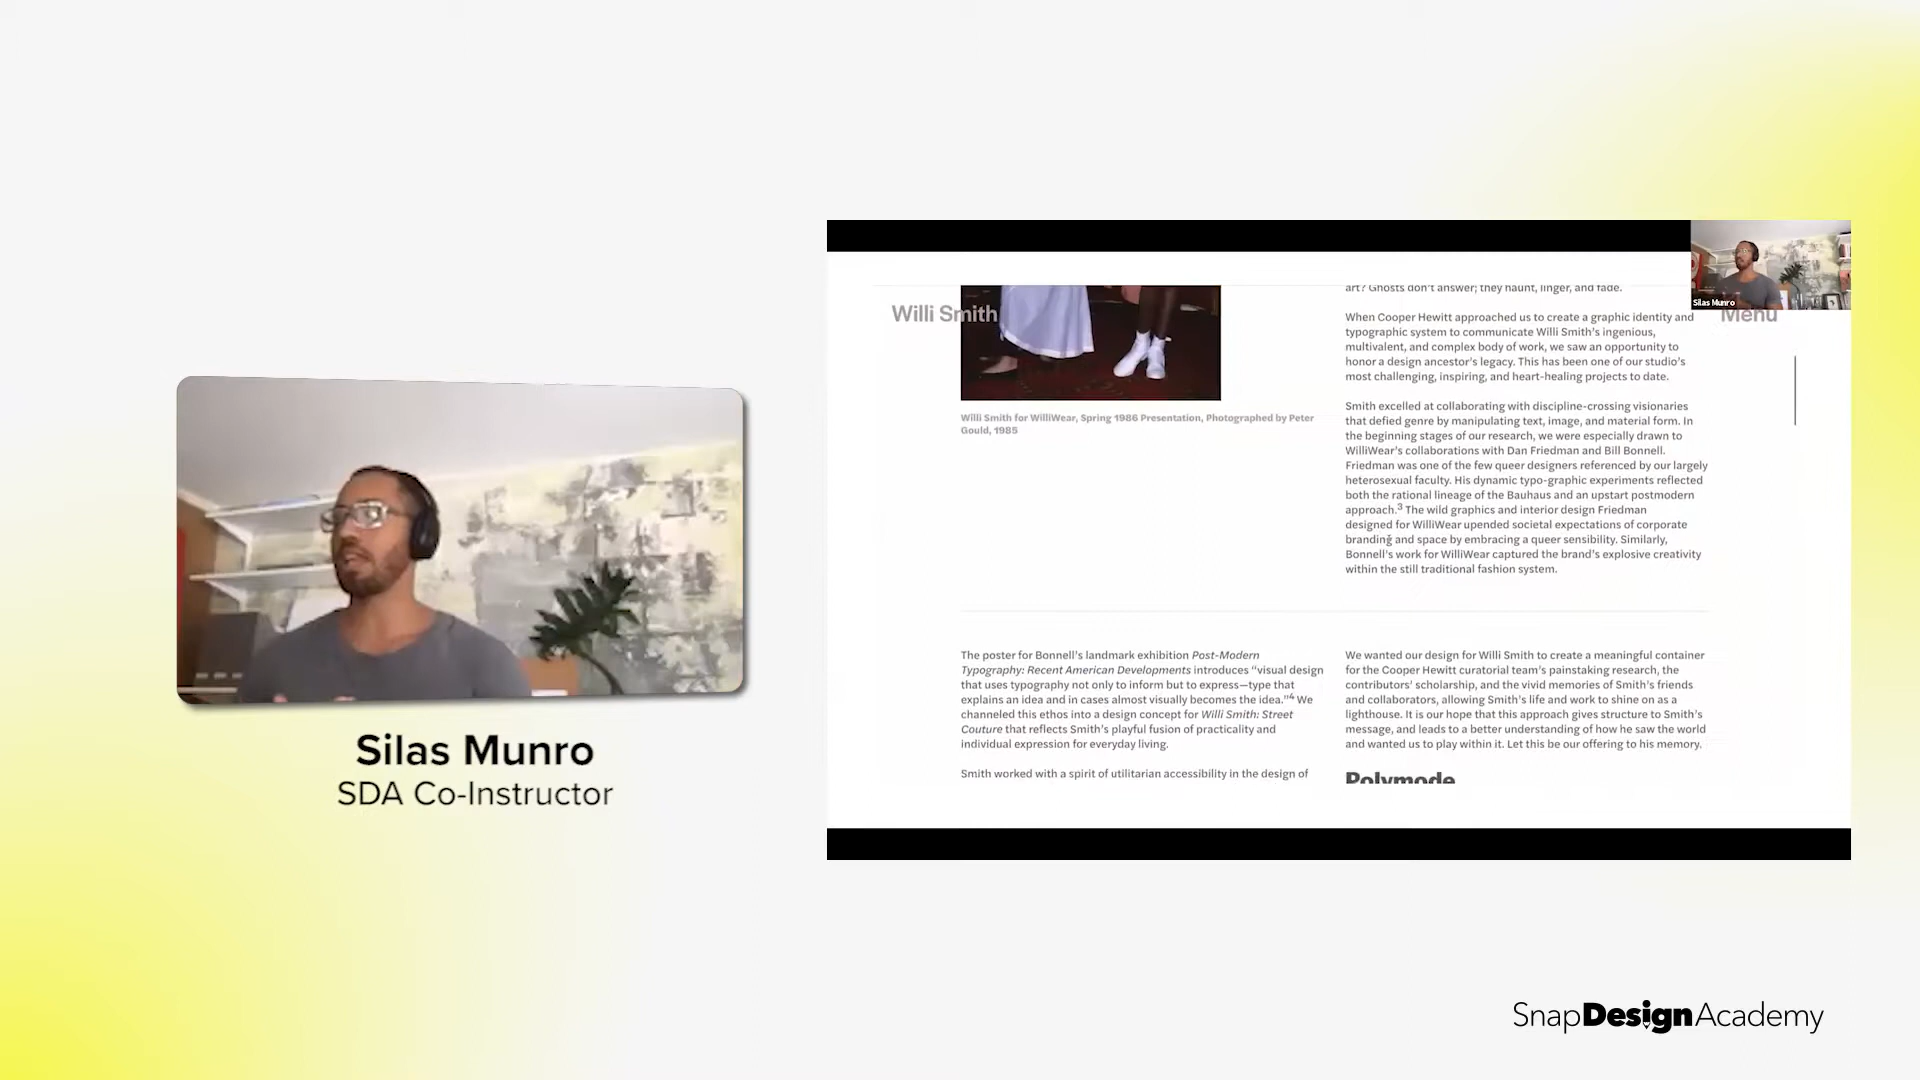 Silas Munro
SDA Co-Instructor
Willi Smith
Menu
Silas Munro
Willi Smith for WilliWear, Spring 1986 Presentation, Photographed by Peter
Gould, 1985
art? Ghosts don't answer; they haunt, linger, and fade.
When Cooper Hewitt approached us to create a graphic identity and
typographic system to communicate Willi Smith's ingenious,
multivalent, and complex body of work, we saw an opportunity to
honor a design ancestor's legacy. This has been one of our studio's
most challenging, inspiring, and heart-healing projects to date.
Smith excelled at collaborating with discipline-crossing visionaries
that defied genre by manipulating text, image, and material form. In
the beginning stages of our research, we were especially drawn to
WilliWear's collaborations with Dan Friedman and Bill Bonnell.
Friedman was one of the few queer designers referenced by our largely
heterosexual faculty. His dynamic typo-graphic experiments reflected
both the rational lineage of the Bauhaus and an upstart postmodern
approach.3 The wild graphics and interior design Friedman
designed for WilliWear upended societal expectations of corporate
branding and space by embracing a queer sensibility. Similarly,
Bonnell's work for WilliWear captured the brand's explosive creativity
within the still traditional fashion system.
The poster for Bonnell's landmark exhibition Post-Modern
Typography: Recent American Developments introduces “visual design
that uses typography not only to inform but to express—type that
explains an idea and in cases almost visually becomes the idea.”4 We
channeled this ethos into a design concept for Willi Smith: Street
Couture that reflects Smith's playful fusion of practicality and
individual expression for everyday living.
Smith worked with a spirit of utilitarian accessibility in the design of
We wanted our design for Willi Smith to create a meaningful container
for the Cooper Hewitt curatorial team's painstaking research, the
contributors' scholarship, and the vivid memories of Smith's friends
and collaborators, allowing Smith's life and work to shine on as a
lighthouse. It is our hope that this approach gives structure to Smith's
message, and leads to a better understanding of how he saw the world
and wanted us to play within it. Let this be our offering to his memory.
Polymode
SnapDesignAcademy